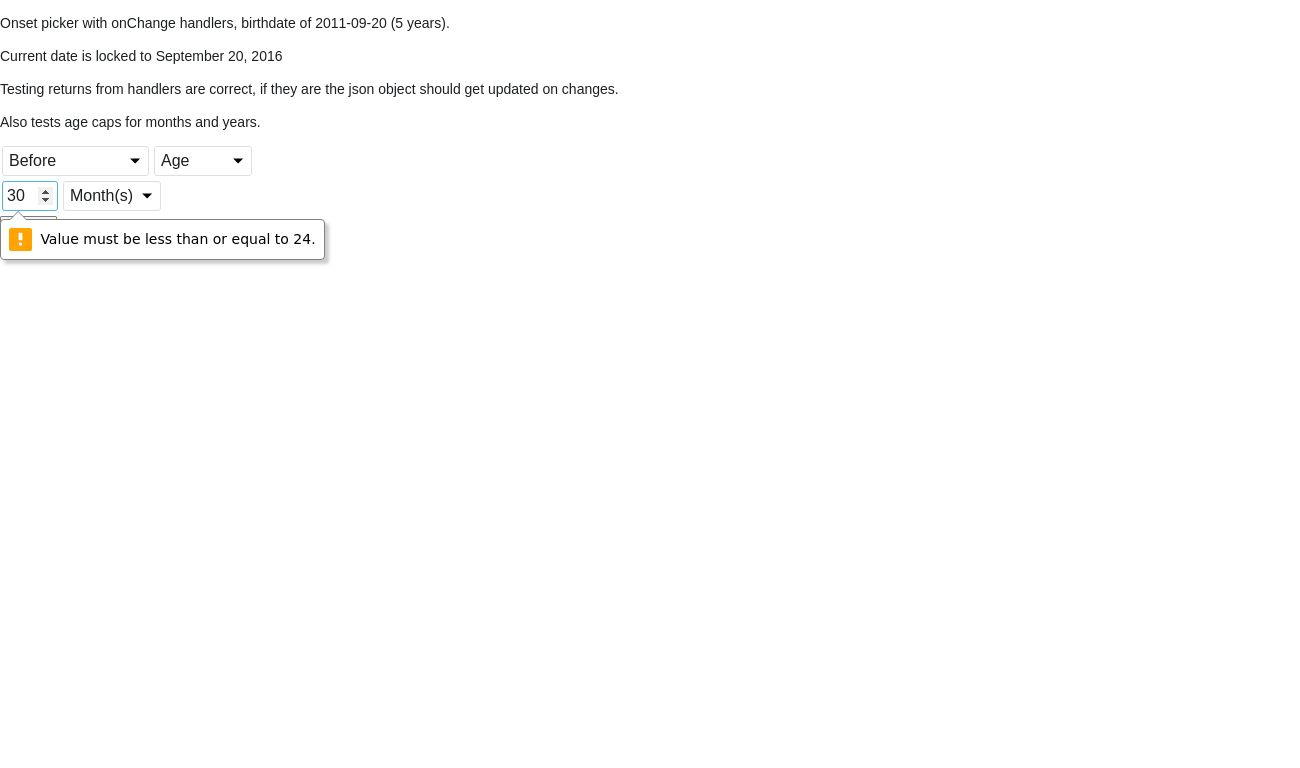 Onset picker with onChange handlers, birthdate of 2011-09-20 (5 years).
Current date is locked to September 20, 2016
Testing returns from handlers are correct, if they are the json object should get updated on changes.
Also tests age caps for months and years.
Before Age
30 Month(s)
Value must be less than or equal to 24.